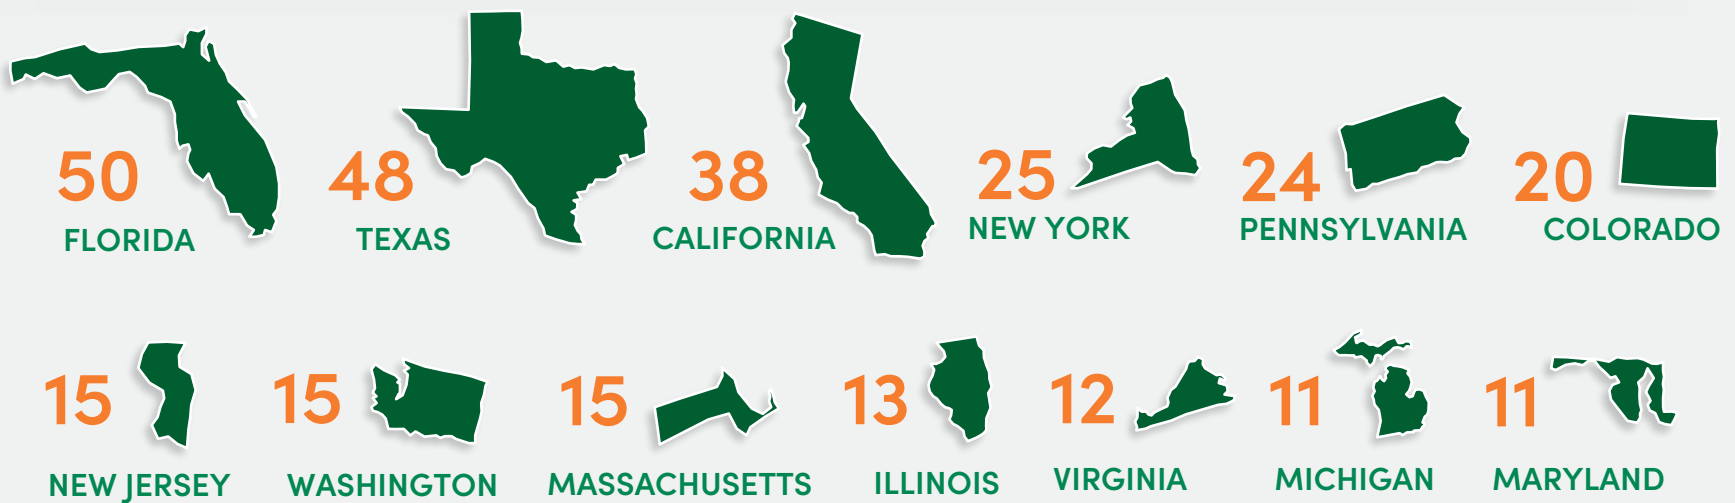 50
FLORIDA
48
TEXAS
38
CALIFORNIA
25
NEW YORK
24
PENNSYLVANIA
20
COLORADO
15
NEW JERSEY
15
WASHINGTON
15
MASSACHUSETTS
13
ILLINOIS
12
VIRGINIA
11
MICHIGAN
11
MARYLAND